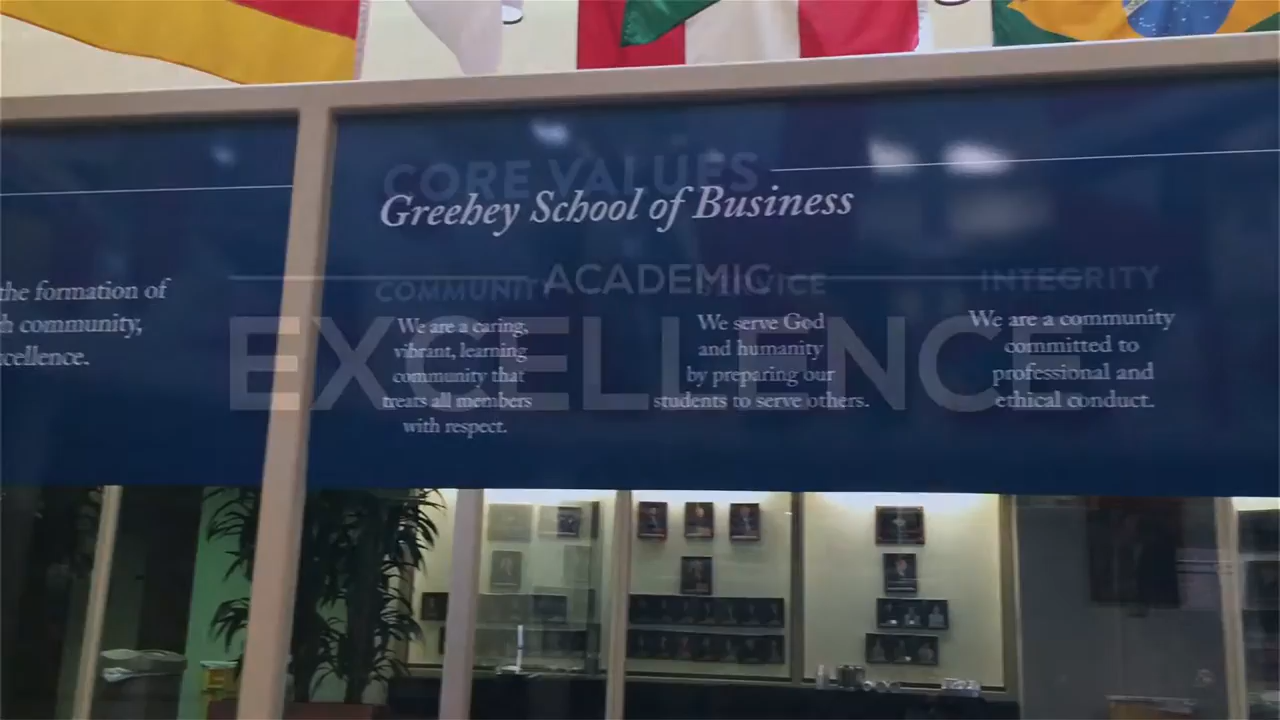 the formation of
community,
CORE VALUES
Greehey School of Business
ACADEMIC
EXCELLENCE
COMMUNITY
We are a caring,
vibrant, learning
community that
treats all members
with respect.
SERVICE
We serve God
and humanity
by preparing our
students to serve others.
INTEGRITY
We are a community
committed to
professional and
ethical conduct.